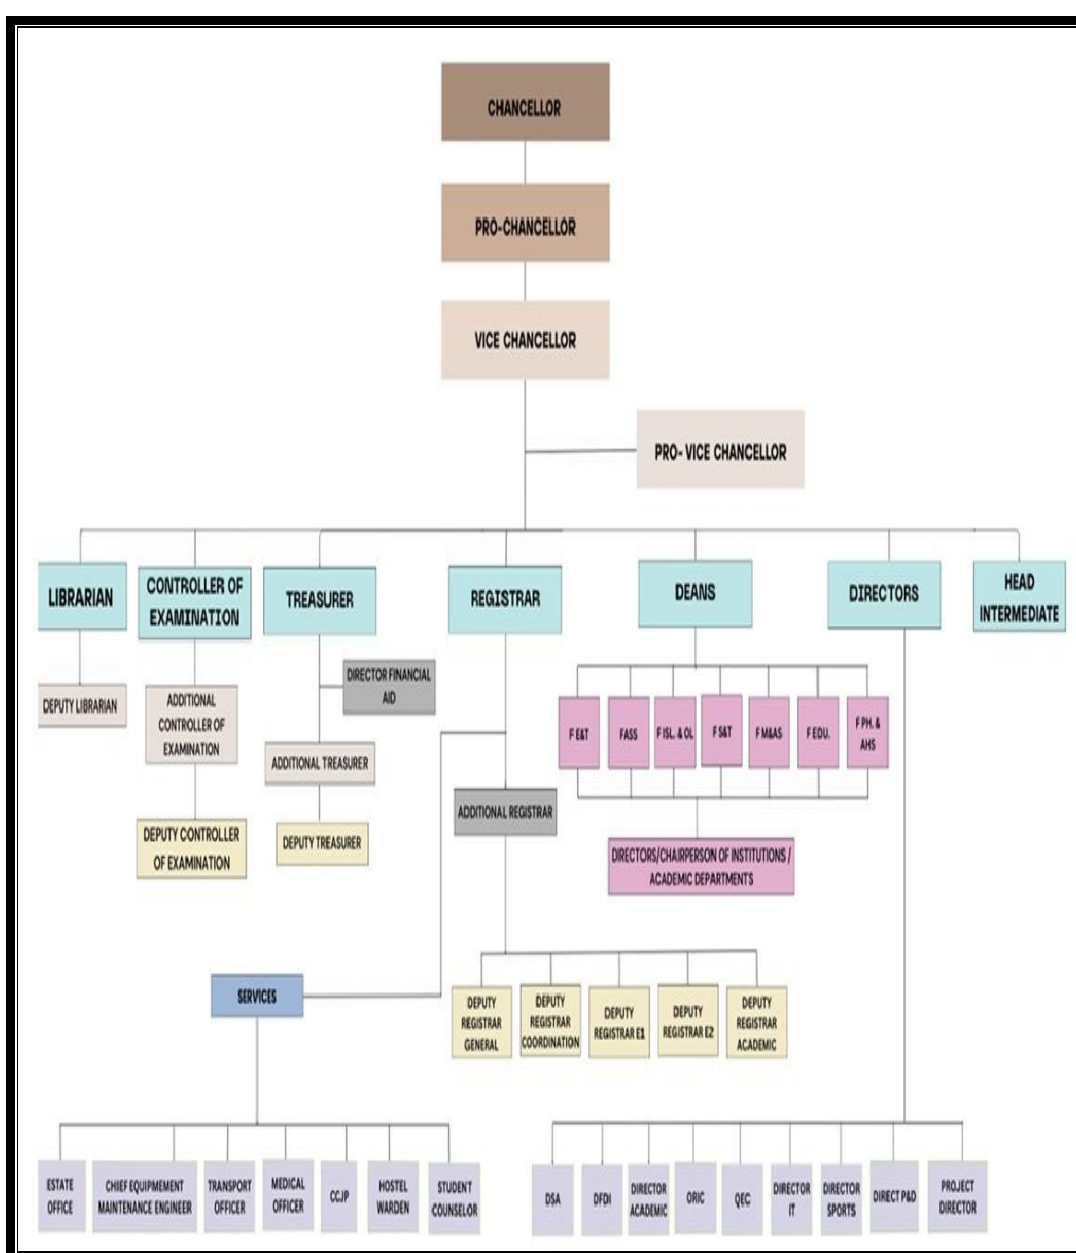 CHANCELLOR
PRO-CHANCELLOR
VICE CHANCELLOR
PRO- VICE CHANCELLOR
LIBRARIAN
CONTROLLER OF
EXAMINATION
TREASURER
REGISTRAR
DEANS
DIRECTORS
HEAD
INTERMEDIATE
DEPUTY LIBRARIAN
ADDITIONAL
CONTROLLER OF
EXAMINATION
DIRECTOR FINANCIAL
AID
ADDITIONAL TREASURER
DEPUTY CONTROLLER
OF EXAMINATION
DEPUTY TREASURER
ADDITIONAL REGISTRAR
F E&T
FASS
F ISL. & OL
F S&T
F M&AS
F EDU.
F PH. &
AHS
DIRECTORS/CHAIRPERSON OF INSTITUTIONS /
ACADEMIC DEPARTMENTS
SERVICES
DEPUTY
REGISTRAR
GENERAL
DEPUTY
REGISTRAR
COORDINATION
DEPUTY
REGISTRAR E1
DEPUTY
REGISTRAR E2
DEPUTY
REGISTRAR
ACADEMIC
ESTATE
OFFICE
CHIEF EQUIPMEMENT
MAINTENANCE ENGINEER
TRANSPORT
OFFICER
MEDICAL
OFFICER
CCJP
HOSTEL
WARDEN
STUDENT
COUNSELOR
DSA
DFDI
DIRECTOR
ACADEMIC
ORIC
QEC
DIRECTOR
IT
DIRECTOR
SPORTS
DIRECT P&D
PROJECT
DIRECTOR